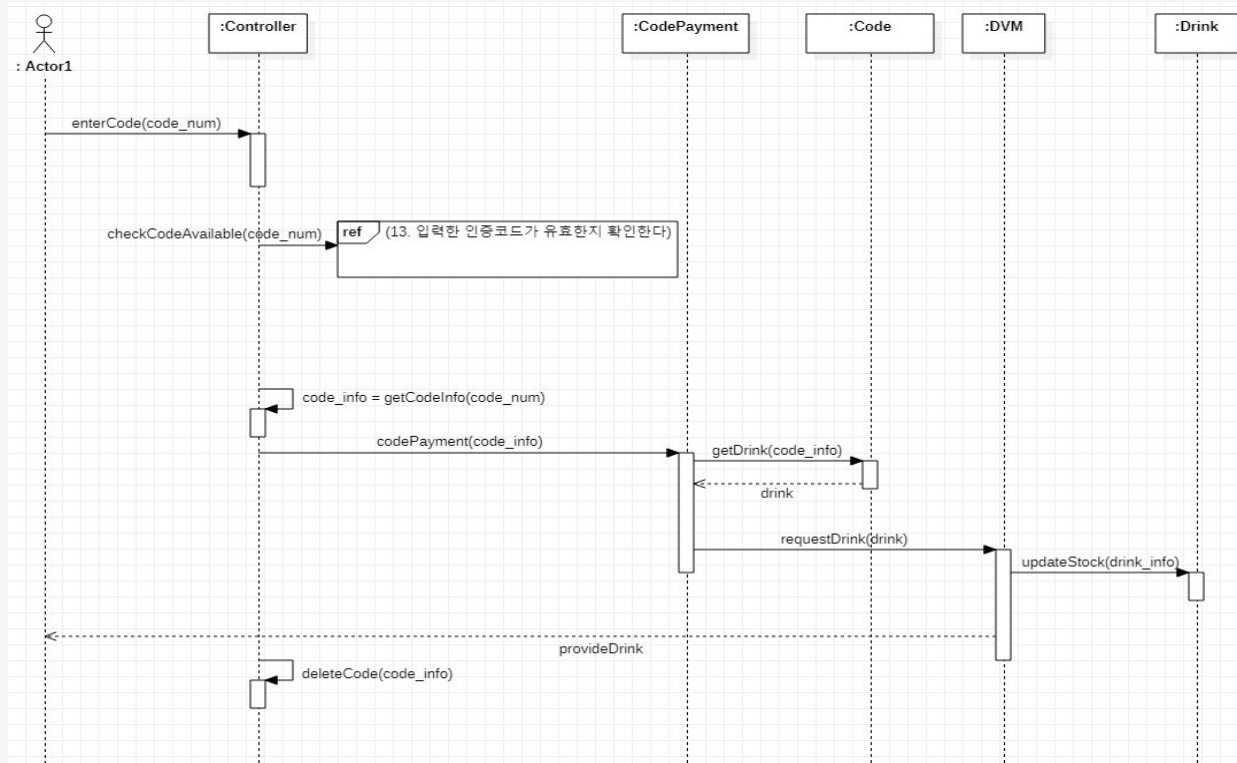 : Actor1
:Controller
:CodePayment
:Code
:DVM
:Drink
enterCode(code_num)
checkCodeAvailable(code_num)
ref
(13. 입력한 인증코드가 유효한지 확인한다)
code_info = getCodeInfo(code_num)
codePayment(code_info)
getDrink(code_info)
drink
requestDrink(drink)
updateStock(drink_info)
provideDrink
deleteCode(code_info)